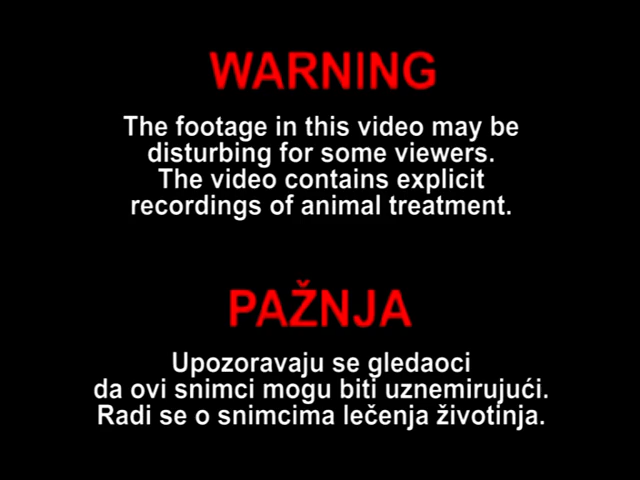 WARNING
The footage in this video may be
disturbing for some viewers.
The video contains explicit
recordings of animal treatment.
PAŽNJA
Upozoravaju se gledaoci
da ovi snimci mogu biti uznemirujući.
Radi se o snimcima lečenja životinja.